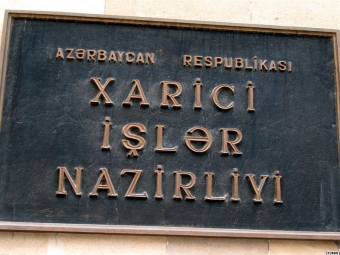 AZƏRBAYCAN RESPUBLİKASI
XARİCİ
İŞLƏR
NAZİRLİYİ